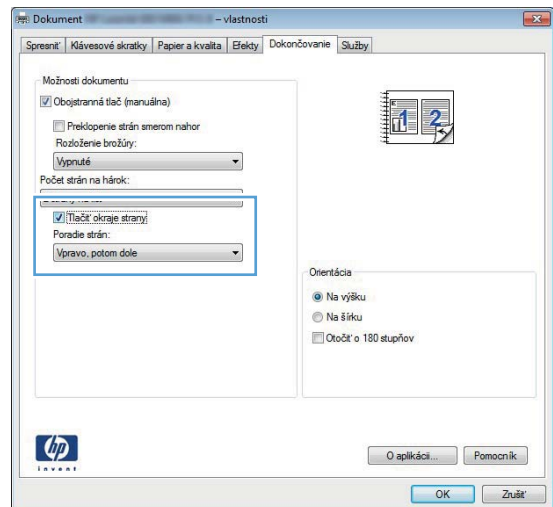 Dokument
– vlastnosti
Spresniť Klávesové skratky Papier a kvalita Efekty Dokončovanie Služby
Možnosti dokumentu
Obojstranná tlač (manuálna)
Preklopenie strán smerom nahor
Rozloženie brožúry:
Vypnuté
Počet strán na hárok:
Tlačiť okraje strany
Poradie strán:
Vpravo, potom dole
1 2
Orientácia
Na výšku
Na šírku
Otočiť o 180 stupňov
hp
invent
O aplikácii... Pomocník
OK Zrušiť